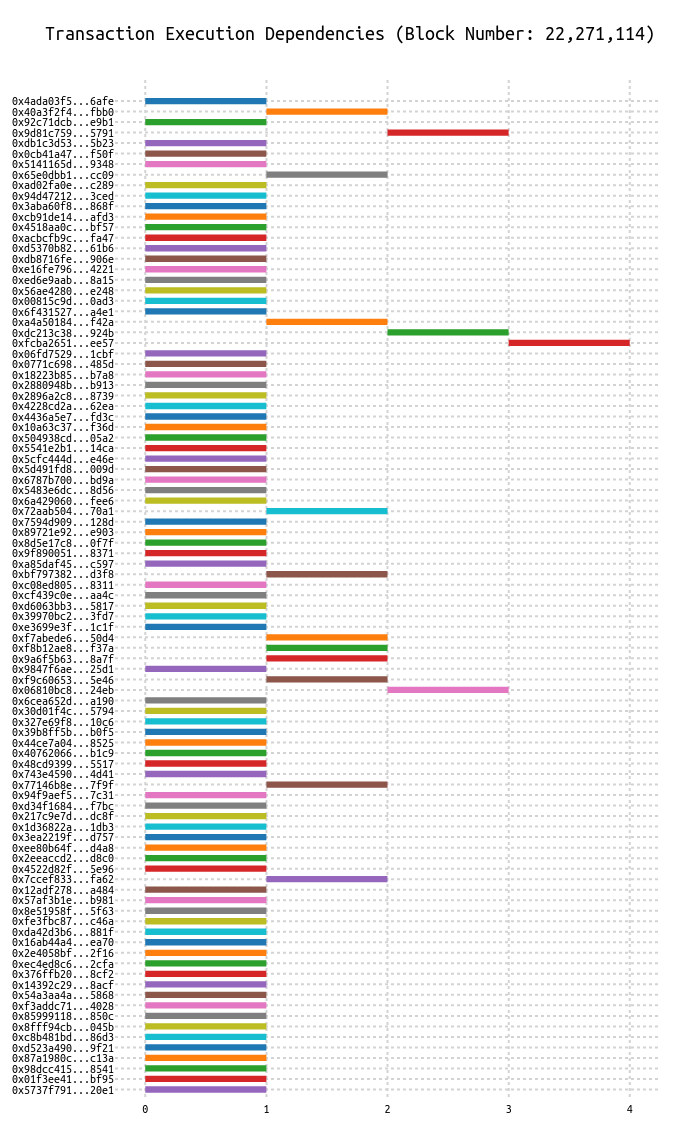 Transaction Execution Dependencies (Block Number: 22,271,114)
0x4ada03f5...6afe
0x40a3f2f4...fbb0
0x92c71dcb...e9b1
0x9d81c759...5791
0xdb1c3d53...5b23
0x0cb41a47...f50f
0x5141165d...9348
0x65e0dbb1...cc09
0xad02fa0e...c289
0x94d47212...3ced
0x3aba60f8...868f
0xcb91de14...afd3
0x4518aa0c...bf57
0xacbcfb9c...fa47
0xd5370b82...61b6
0xdb8716fe...906e
0xe16fe796...4221
0xed6e9aab...8a15
0x56ae4280...e248
0x00815c9d...0ad3
0x6f431527...a4e1
0xa4a50184...f42a
0xdc213c38...924b
0xfcba2651...ee57
0x06fd7529...1cbf
0x0771c698...485d
0x18223b85...b7a8
0x2880948b...b913
0x2896a2c8...8739
0x4228cd2a...62ea
0x4436a5e7...fd3c
0x10a63c37...f36d
0x504938cd...05a2
0x5541e2b1...14ca
0x5cfc444d...e46e
0x5d491fd8...009d
0x6787b700...bd9a
0x5483e6dc...8d56
0x6a429060...fee6
0x72aab504...70a1
0x7594d909...128d
0x89721e92...e903
0x8d5e17c8...0f7f
0x9f890051...8371
0xa85daf45...c597
0xbf797382...d3f8
0xc08ed805...8311
0xcf439c0e...aa4c
0xd6063bb3...5817
0x39970bc2...3fd7
0xe3699e3f...1c1f
0xf7abede6...50d4
0xf8b12ae8...f37a
0x9a6f5b63...8a7f
0x9847f6ae...25d1
0xf9c60653...5e46
0x06810bc8...24eb
0x6cea652d...a190
0x30d01f4c...5794
0x327e69f8...10c6
0x39b8ff5b...b0f5
0x44ce7a04...8525
0x40762066...b1c9
0x48cd9399...5517
0x743e4590...4d41
0x77146b8e...7f9f
0x94f9aef5...7c31
0xd34f1684...f7bc
0x217c9e7d...dc8f
0x1d36822a...1db3
0x3ea2219f...d757
0xee80b64f...d4a8
0x2eeaccd2...d8c0
0x4522d82f...5e96
0x7ccef833...fa62
0x12adf278...a484
0x57af3b1e...b981
0x8e51958f...5f63
0xfe3fbc87...c46a
0xda42d3b6...881f
0x16ab44a4...ea70
0x2e4058bf...2f16
0xec4ed8c6...2cfa
0x376ffb20...8cf2
0x14392c29...8acf
0x54a3aa4a...5868
0xf3addc71...4028
0x85999118...850c
0x8fff94cb...045b
0xc8b481bd...86d3
0xd523a490...9f21
0x87a1980c...c13a
0x98dcc415...8541
0x01f3ee41...bf95
0x5737f791...20e1
0 1 2 3 4